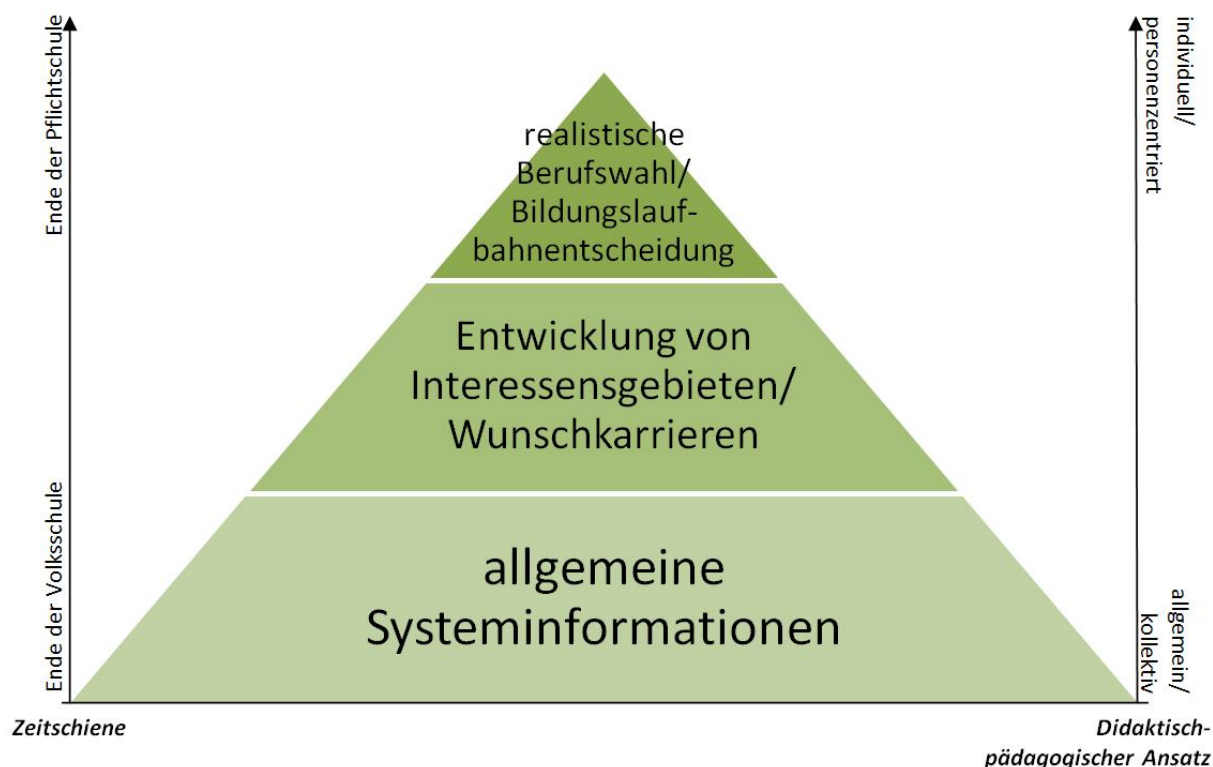 Ende der Pflichtschule
Ende der Volksschule
realistische
Berufswahl/
Bildungslauf-
bahnentscheidung
Entwicklung von
Interessensgebieten/
Wunschkarrieren
allgemeine
Systeminformationen
individuell/
personenzentriert
allgemein/
kollektiv
Zeitschiene
Didaktisch-
pädagogischer Ansatz